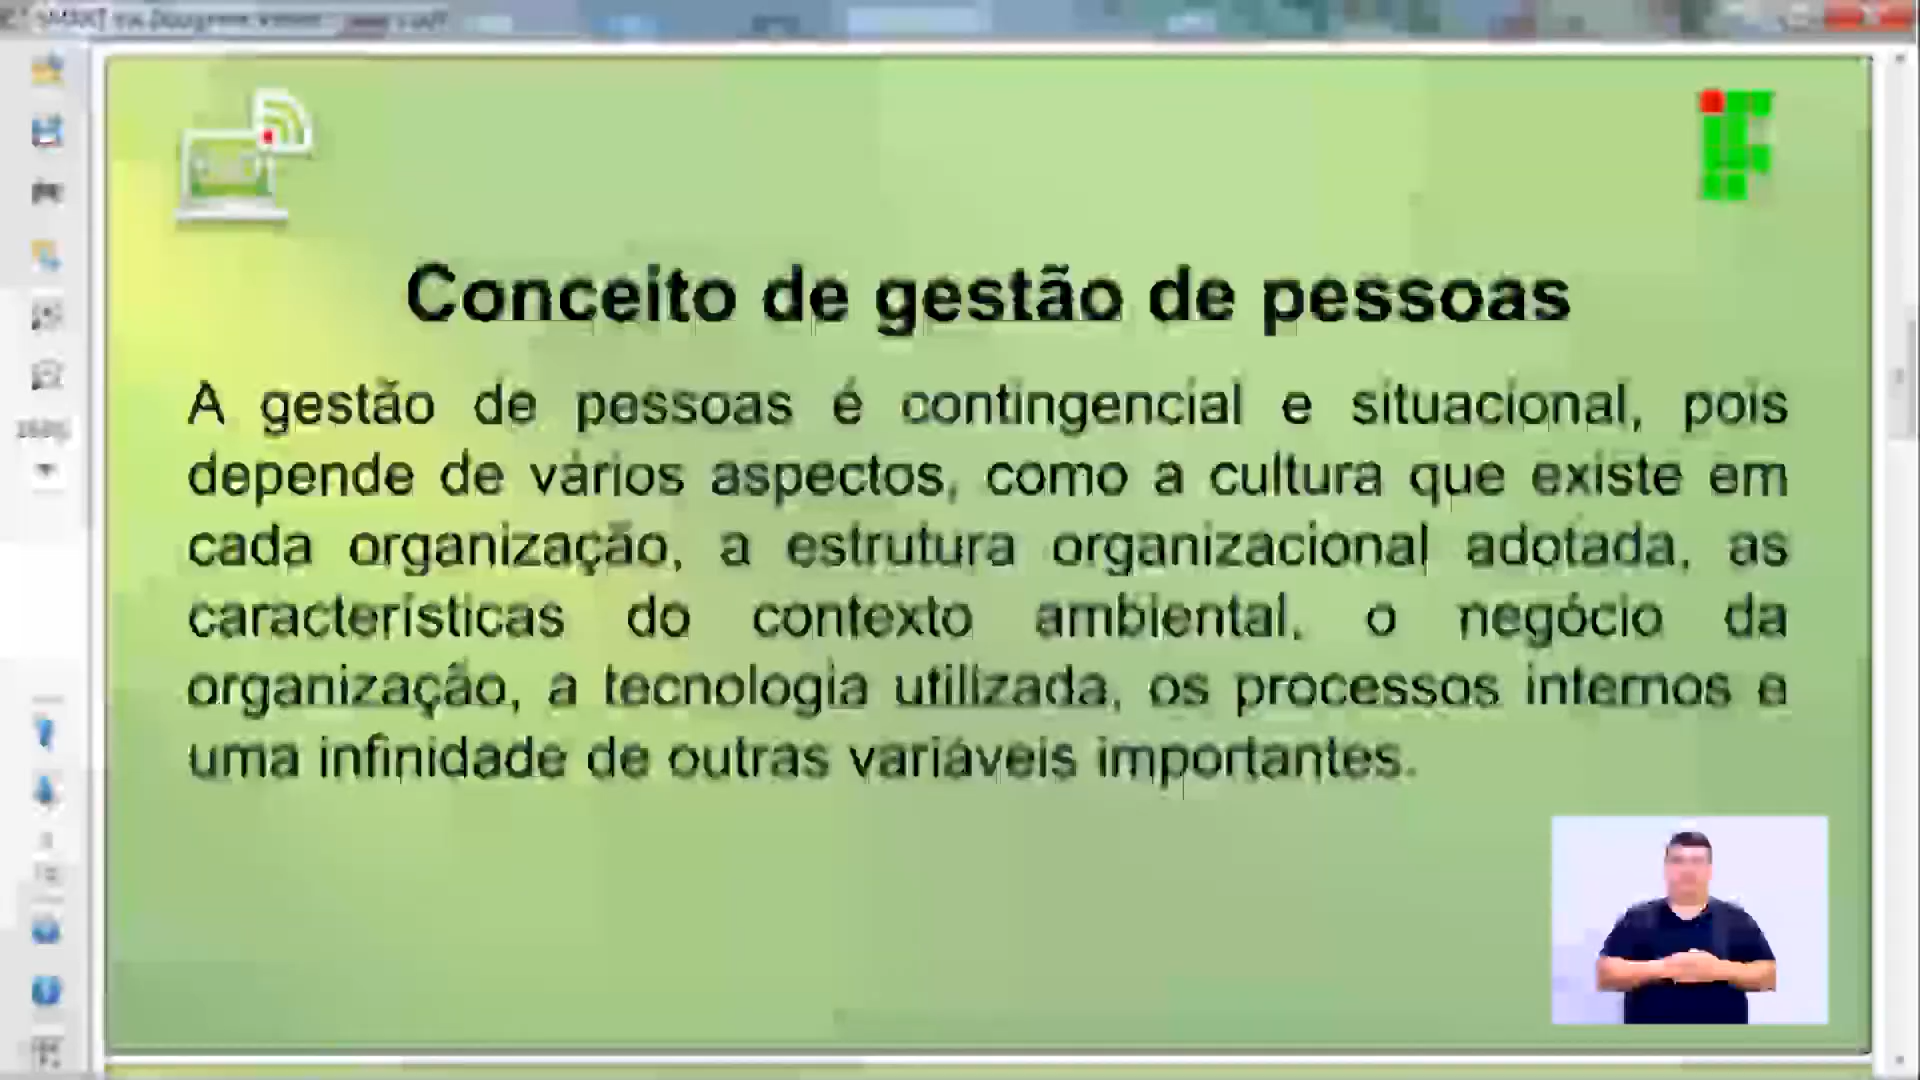 Conceito de gestão de pessoas
A gestão de pessoas é contingencial e situacional, pois
depende de vários aspectos, como a cultura que existe em
cada organização, a estrutura organizacional adotada, as
características do contexto ambiental, o negócio da
organização, a tecnologia utilizada, os processos internos e
uma infinidade de outras variáveis importantes.